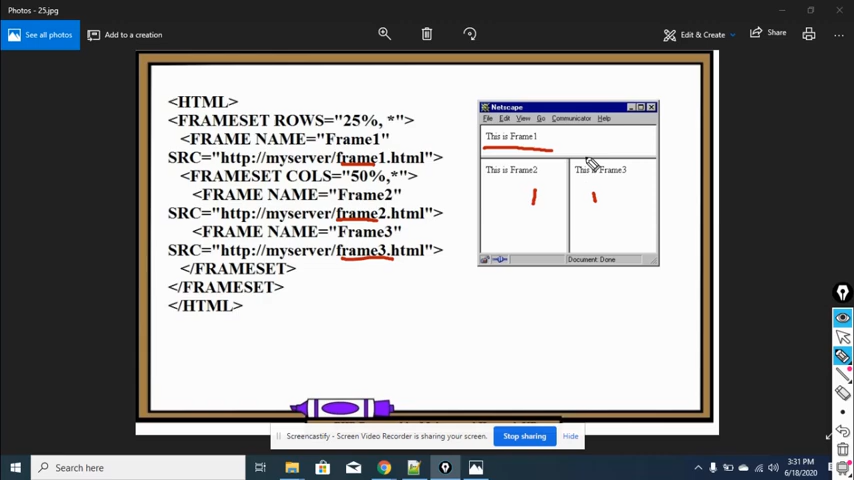 Photos - 25.jpg
See all photos
Add to a creation
Edit & Create
Share
<HTML>
<FRAMESET ROWS="25%, *">
<FRAME NAME="Frame1"
SRC="http://myserver/frame1.html">
<FRAMESET COLS="50%,*">
<FRAME NAME="Frame2"
SRC="http://myserver/frame2.html">
<FRAME NAME="Frame3"
SRC="http://myserver/frame3.html">
</FRAMESET>
</FRAMESET>
</HTML>
Netscape
File Edit View Go Communicator Help
This is Frame1
This is Frame2
This is Frame3
Document: Done
Screencastify - Screen Video Recorder is sharing your screen.
Stop sharing
Hide
Search
3:31 PM
6/18/2020